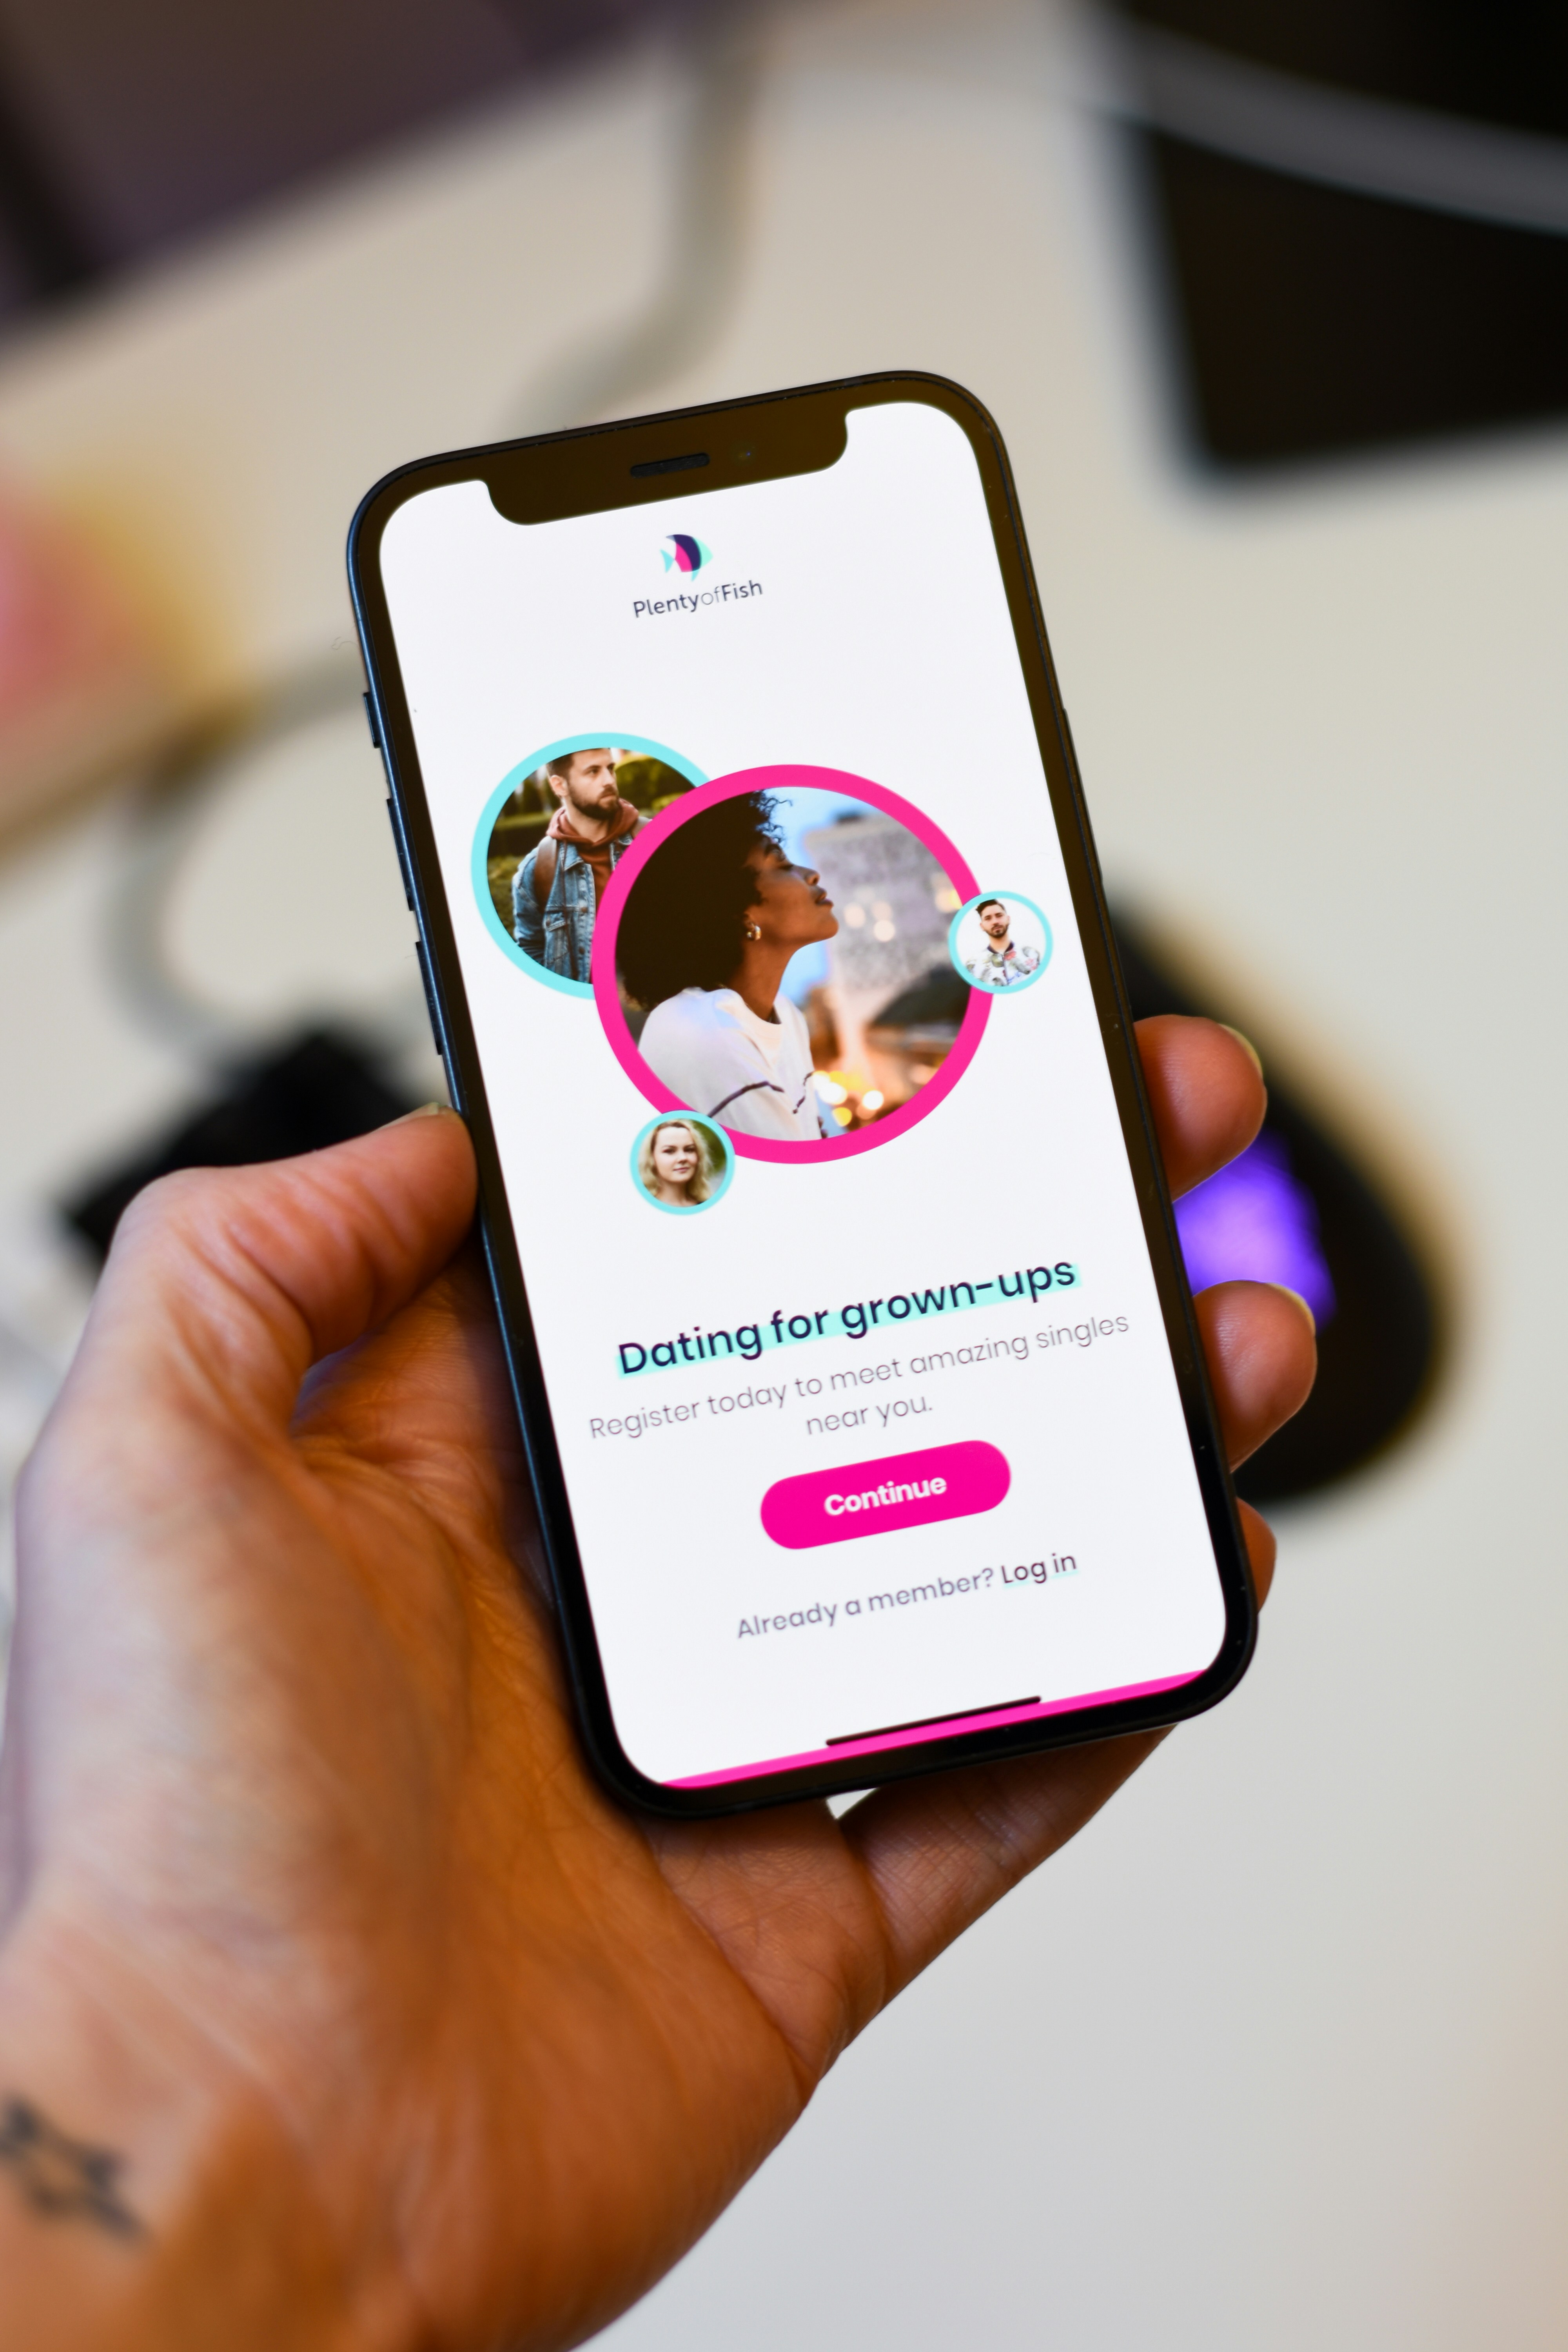 PlentyofFish
Dating for grown-ups
Register today to meet amazing singles
near you.
Continue
Already a member? Log in